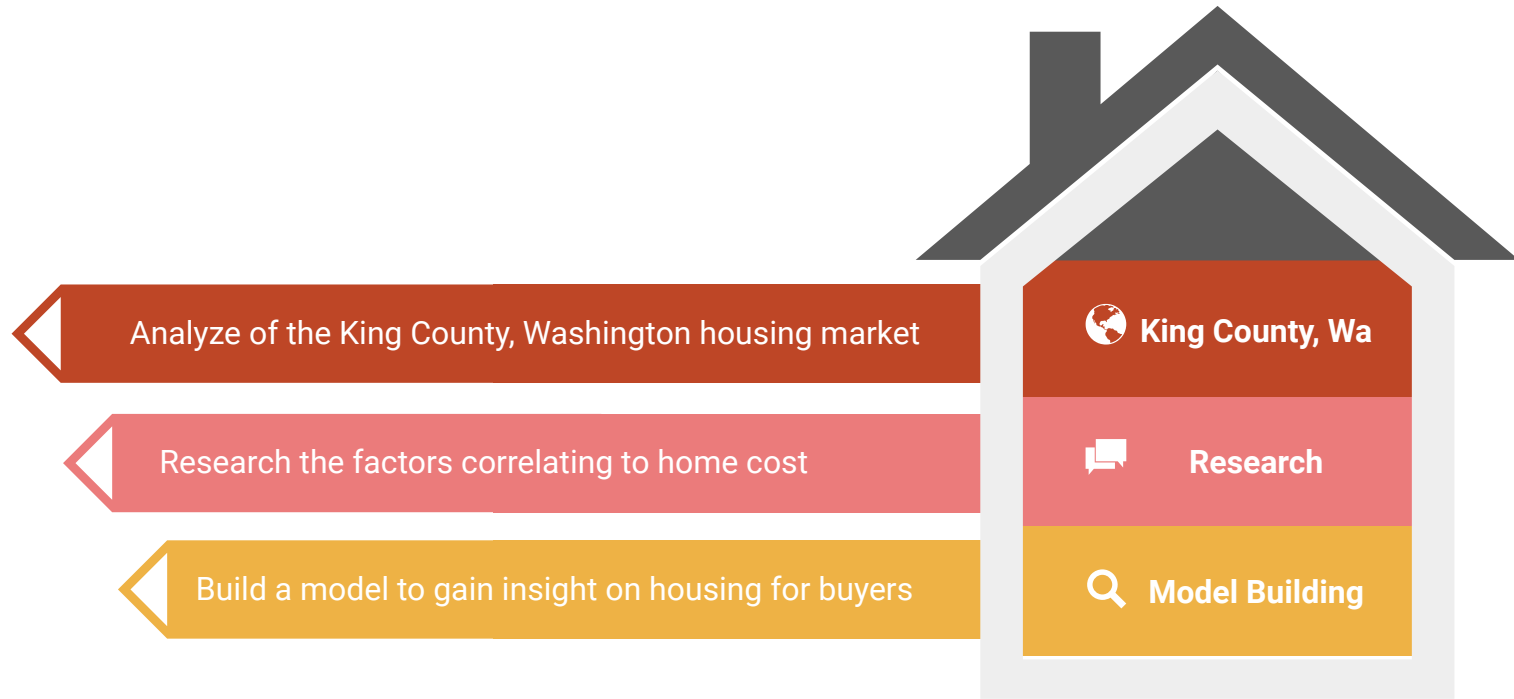 Analyze of the King County, Washington housing market
King County, Wa
Research the factors correlating to home cost
Research
Build a model to gain insight on housing for buyers
Model Building